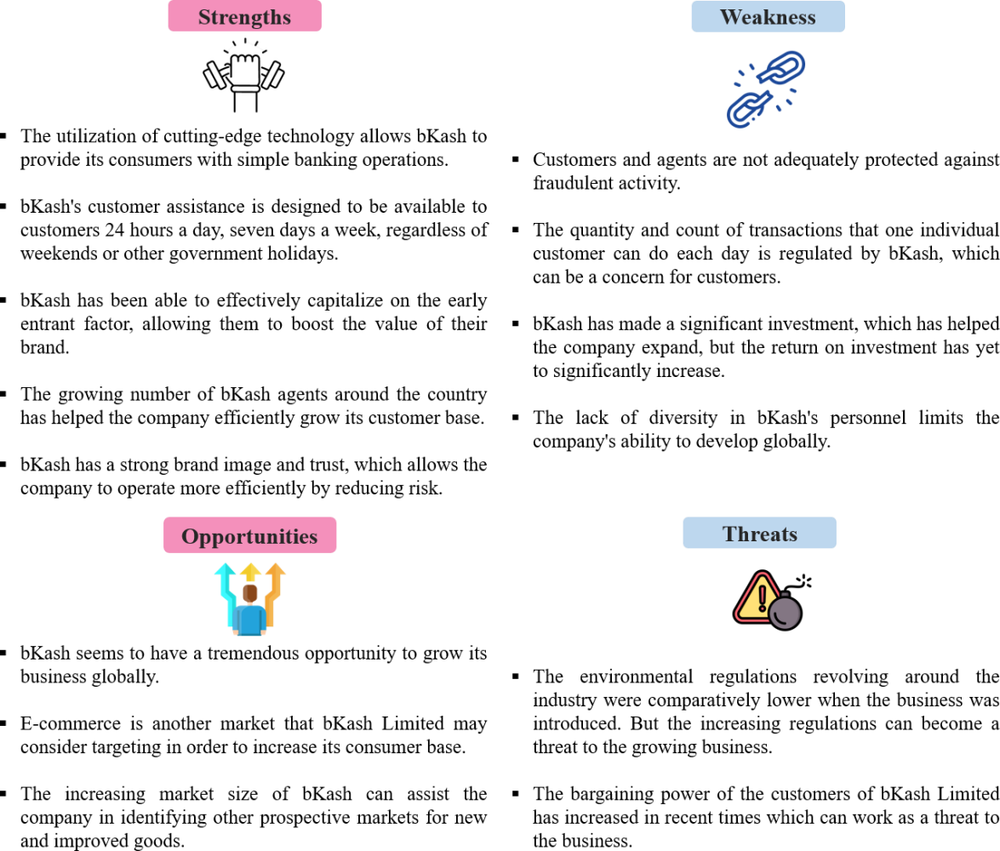 Strengths
The utilization of cutting-edge technology allows bKash to
provide its consumers with simple banking operations.
bKash's customer assistance is designed to be available to
customers 24 hours a day, seven days a week, regardless of
weekends or other government holidays.
bKash has been able to effectively capitalize on the early
entrant factor, allowing them to boost the value of their
brand.
The growing number of bKash agents around the country
has helped the company efficiently grow its customer base.
bKash has a strong brand image and trust, which allows the
company to operate more efficiently by reducing risk.
Weakness
Customers and agents are not adequately protected against
fraudulent activity.
The quantity and count of transactions that one individual
customer can do each day is regulated by bKash, which
can be a concern for customers.
bKash has made a significant investment, which has helped
the company expand, but the return on investment has yet
to significantly increase.
The lack of diversity in bKash's personnel limits the
company's ability to develop globally.
Opportunities
bKash seems to have a tremendous opportunity to grow its
business globally.
E-commerce is another market that bKash Limited may
consider targeting in order to increase its consumer base.
The increasing market size of bKash can assist the
company in identifying other prospective markets for new
and improved goods.
Threats
The environmental regulations revolving around the
industry were comparatively lower when the business was
introduced. But the increasing regulations can become a
threat to the growing business.
The bargaining power of the customers of bKash Limited
has increased in recent times which can work as a threat to
the business.